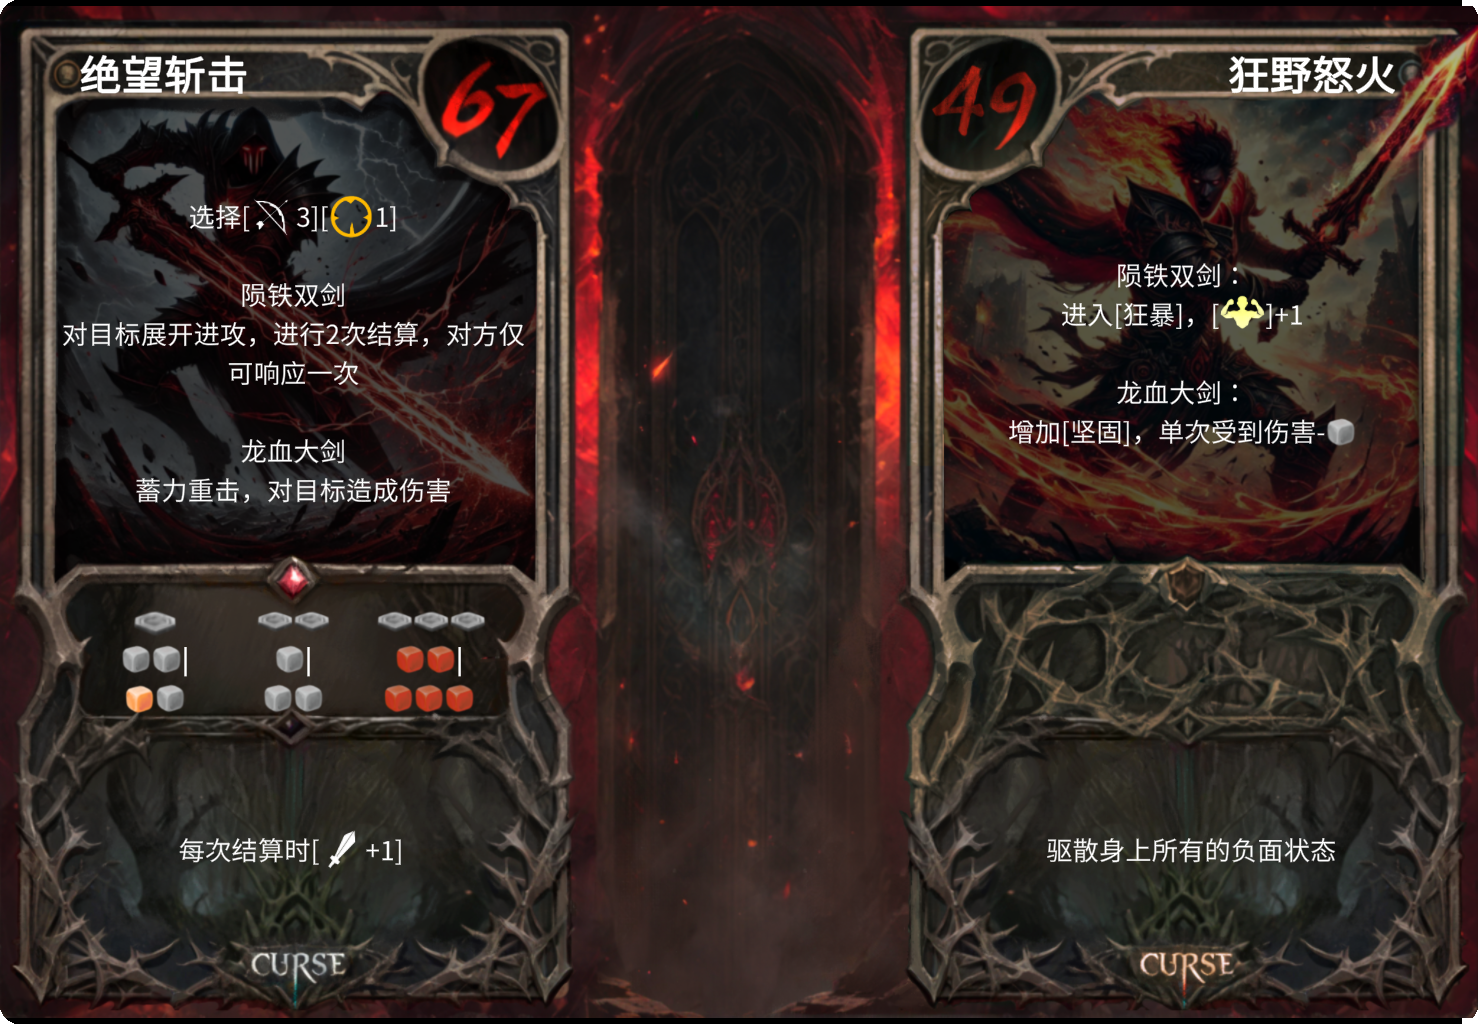 绝望斩击
67
选择[3][1]
陨铁双剑
对目标展开进攻，进行2次结算，对方仅
可响应一次
龙血大剑
蓄力重击，对目标造成伤害
每次结算时[+1]
CURSE
狂野怒火
49
陨铁双剑：
进入[狂暴]，[]+1
龙血大剑：
增加[坚固]，单次受到伤害-
驱散身上所有的负面状态
CURSE